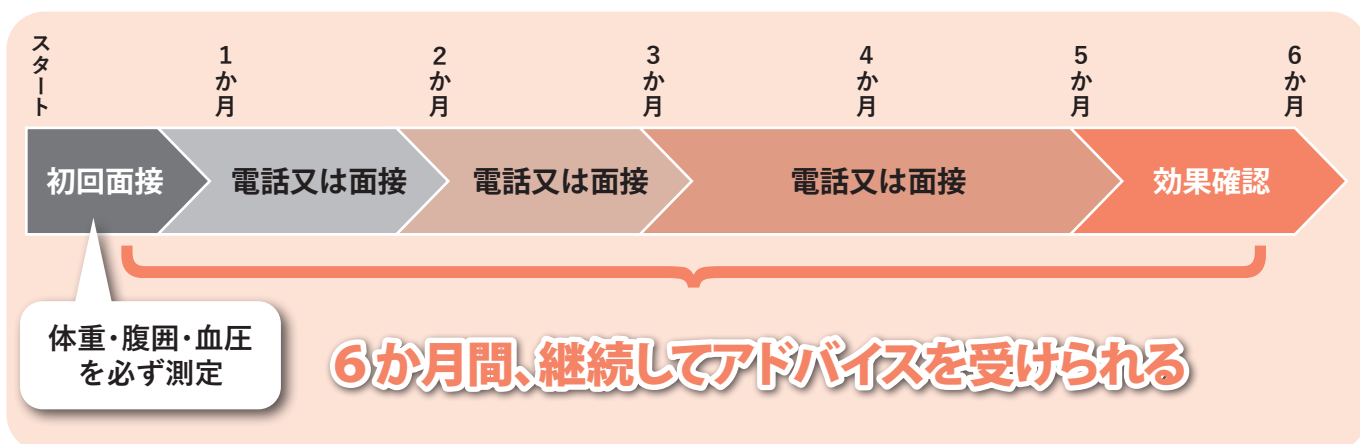 スタート
1か月
2か月
3か月
4か月
5か月
6か月
初回面接
電話又は面接
電話又は面接
電話又は面接
効果確認
体重・腹囲・血圧
を必ず測定
6か月間、継続してアドバイスを受けられる